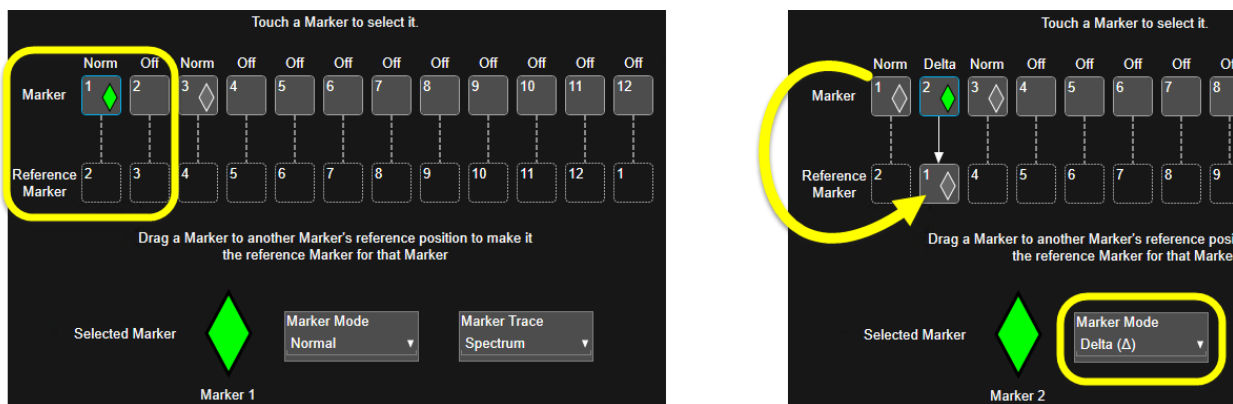 Touch a Marker to select it.
Norm Off Norm Off Off Off Off Off Off Off Off Off
Marker 1 2 3 4 5 6 7 8 9 10 11 12
Reference Marker 2 3 4 5 6 7 8 9 10 11 12 1
Drag a Marker to another Marker's reference position to make it
the reference Marker for that Marker
Marker Mode Marker Trace
Selected Marker Normal ▼ Spectrum ▼
Marker 1
Touch a Marker to select it.
Norm Delta Norm Off Off Off Off
Marker 1 2 3 4 5 6 7 8
Reference Marker 2 1 4 5 6 7 8 9
Drag a Marker to another Marker's reference posi
the reference Marker for that Marke
Marker Mode
Selected Marker Delta (Δ) ▼
Marker 2